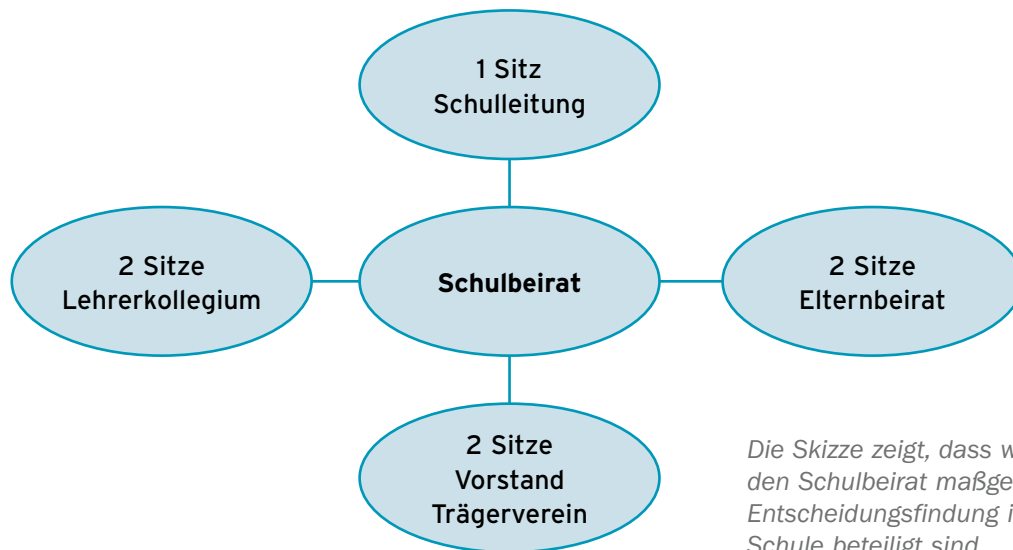 1 Sitz
Schulleitung
2 Sitze
Lehrerkollegium
Schulbeirat
2 Sitze
Elternbeirat
2 Sitze
Vorstand
Trägerverein
Die Skizze zeigt, dass
den Schulbeirat
Entscheidungsfindung
Schule beteiligt sind